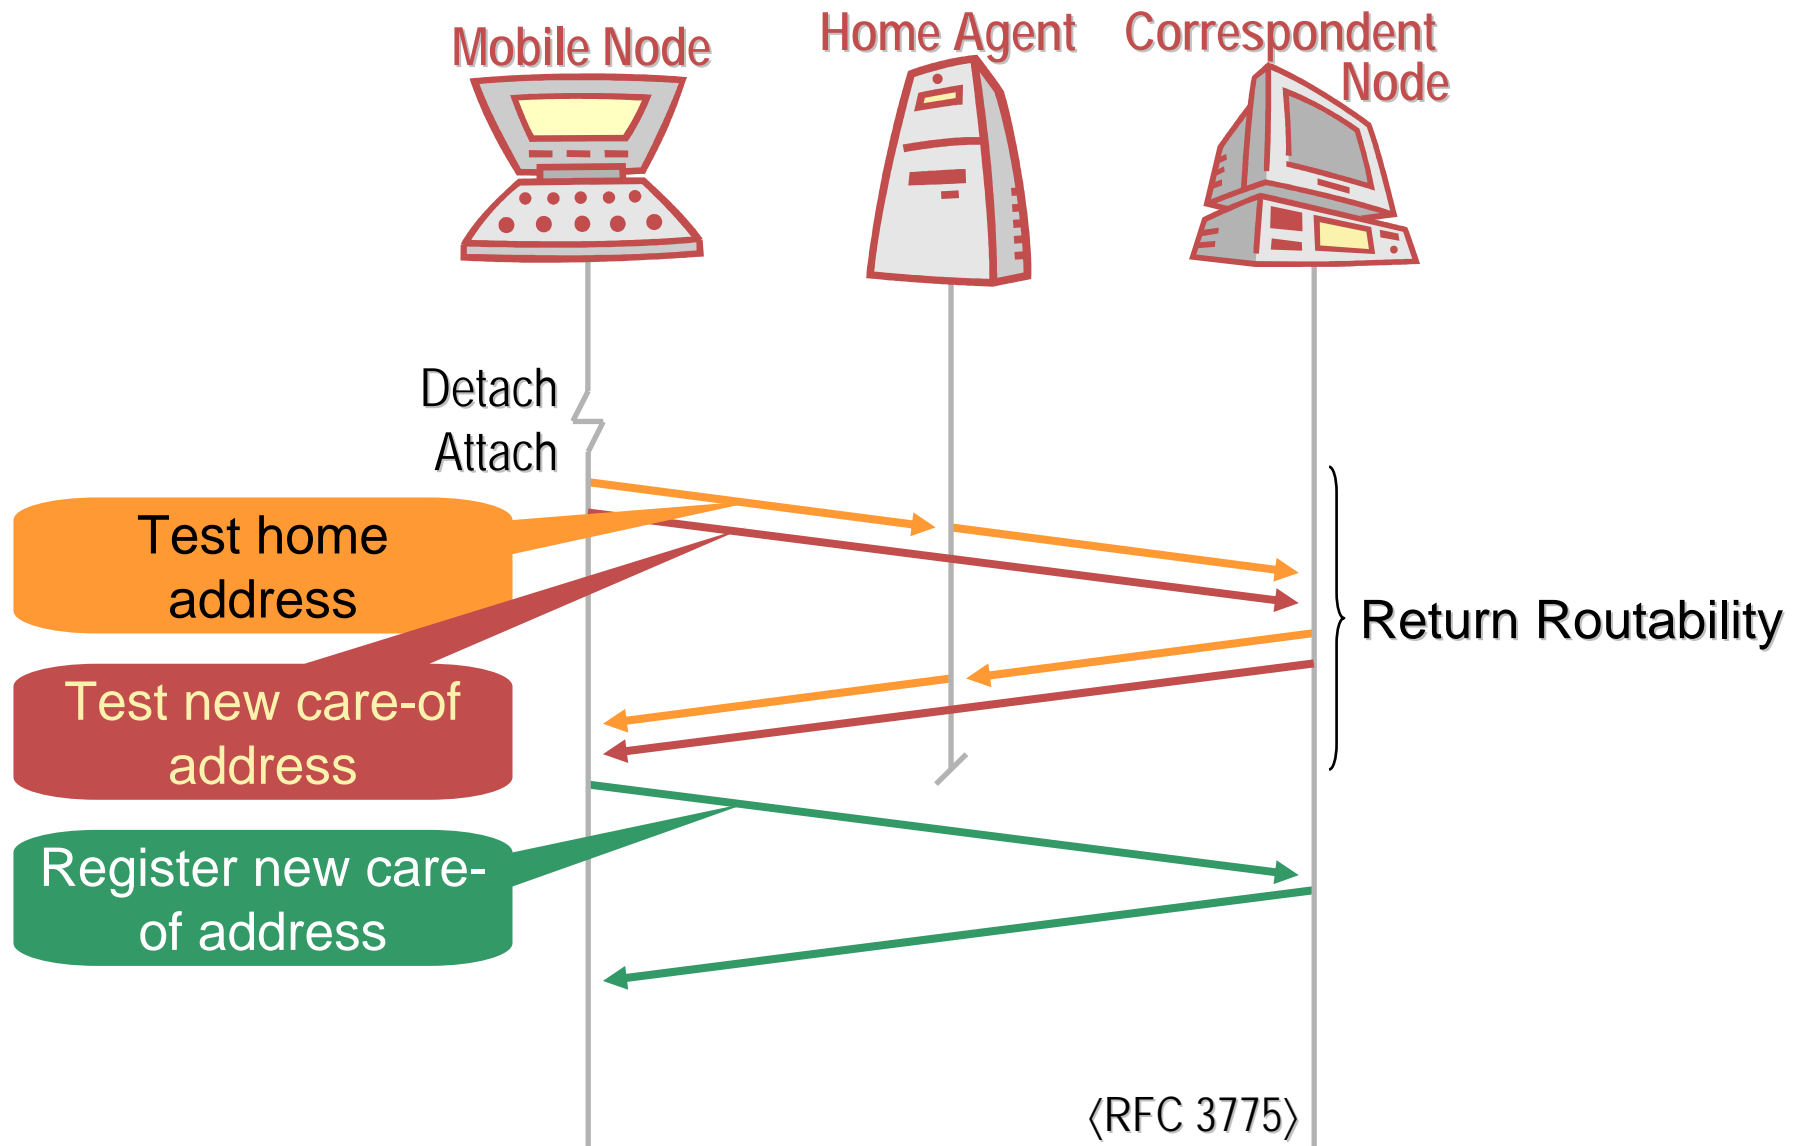 Mobile Node
Home Agent
Correspondent
Node
Detach
Attach
Test home
address
Test new care-of
address
Register new care-
of address
Return Routability
⟨RFC 3775⟩